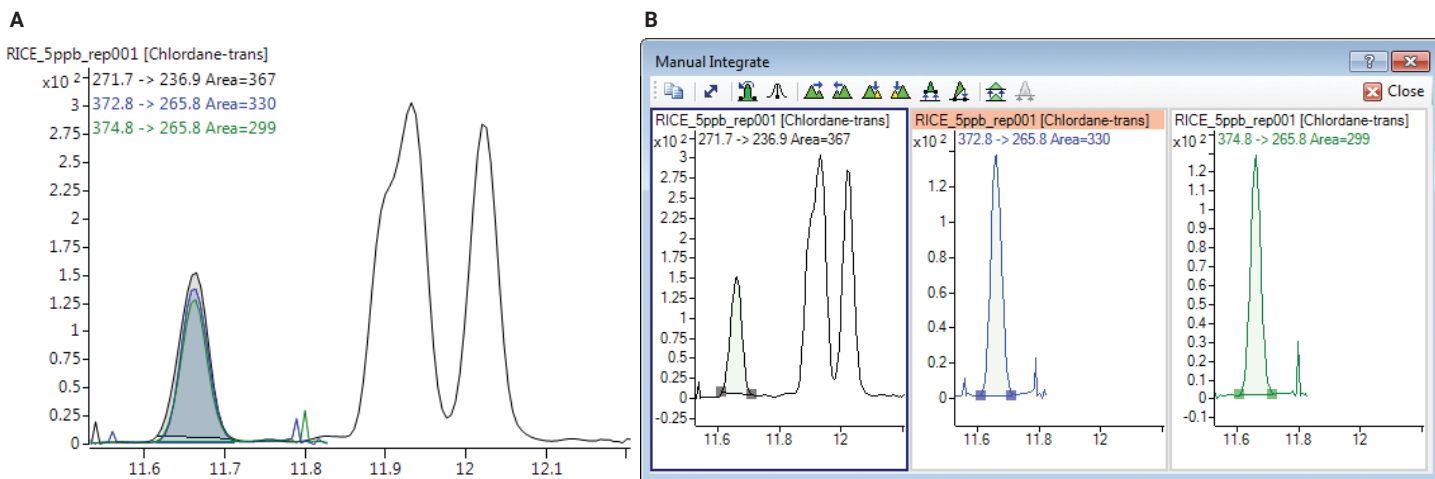 A
RICE_5ppb_rep001 [Chlordane-trans]
x10 2
271.7 -> 236.9 Area=367
372.8 -> 265.8 Area=330
374.8 -> 265.8 Area=299
3
2.75
2.5
2.25
2
1.75
1.5
1.25
1
0.75
0.5
0.25
0
11.6 11.7 11.8 11.9 12 12.1
B
Manual Integrate
Close
RICE_5ppb_rep001 [Chlordane-trans]
x10 2 271.7 -> 236.9 Area=367
3
2.75
2.5
2.25
2
1.75
1.5
1.25
1
0.75
0.5
0.25
0
-0.25
11.6 11.8 12
RICE_5ppb_rep001 [Chlordane-trans]
x10 2 372.8 -> 265.8 Area=330
1.2
1
0.8
0.6
0.4
0.2
0
11.6 11.8 12
RICE_5ppb_rep001 [Chlordane-trans]
x10 2 374.8 -> 265.8 Area=299
1.2
1.1
1
0.9
0.8
0.7
0.6
0.5
0.4
0.3
0.2
0.1
0
-0.1
11.6 11.8 12